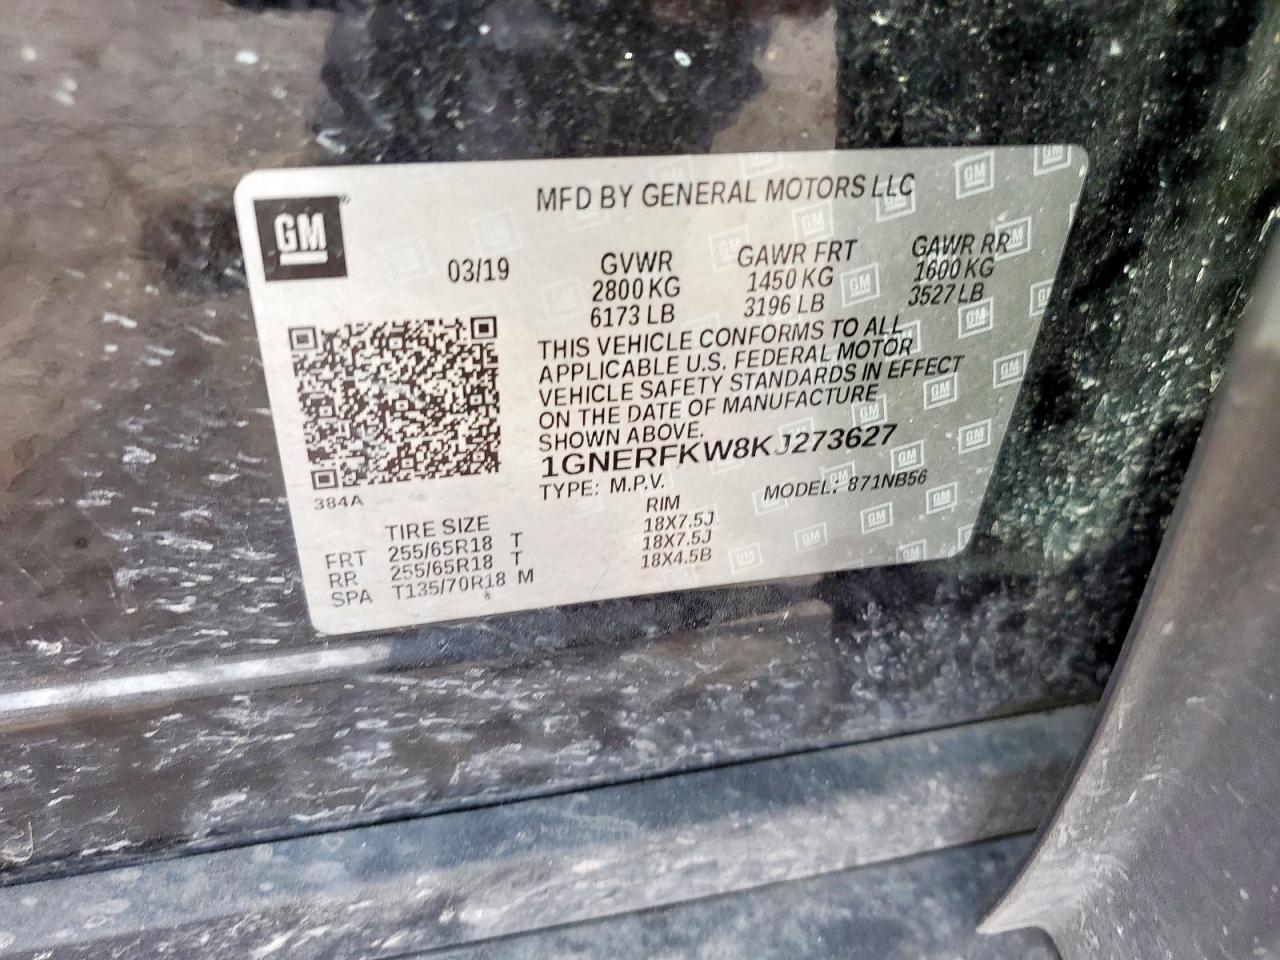 GM
MFD BY GENERAL MOTORS LLC
03/19
GVWR
2800 KG
6173 LB
GAWR FRT
1450 KG
3196 LB
GAWR RR
1600 KG
3527 LB
THIS VEHICLE CONFORMS TO ALL
APPLICABLE U.S. FEDERAL MOTOR
VEHICLE SAFETY STANDARDS IN EFFECT
ON THE DATE OF MANUFACTURE
SHOWN ABOVE.
1GNERFKW8KJ273627
TYPE: M.P.V.
MODEL: 871NB56
384A
TIRE SIZE
RIM
FRT 255/65R18 T 18X7.5J
RR 255/65R18 T 18X7.5J
SPA T135/70R18 M 18X4.5B